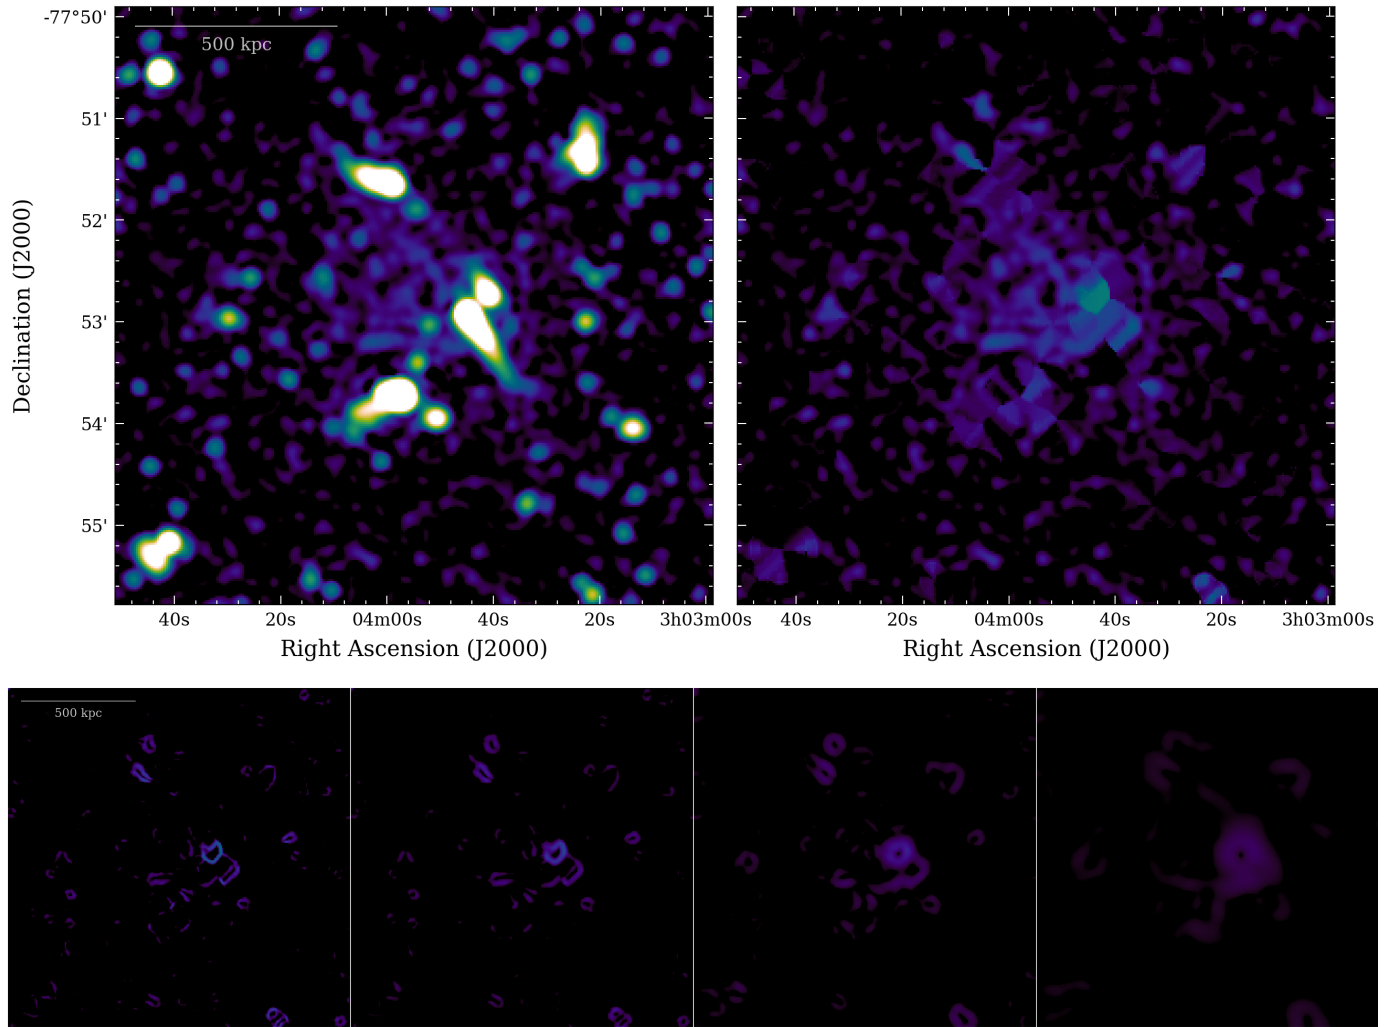 -77°50'
500 kpc
51'
52'
53'
54'
55'
Declination (J2000)
40s 20s 04m00s 40s 20s 3h03m00s
40s 20s 04m00s 40s 20s 3h03m00s
Right Ascension (J2000) Right Ascension (J2000)
500 kpc